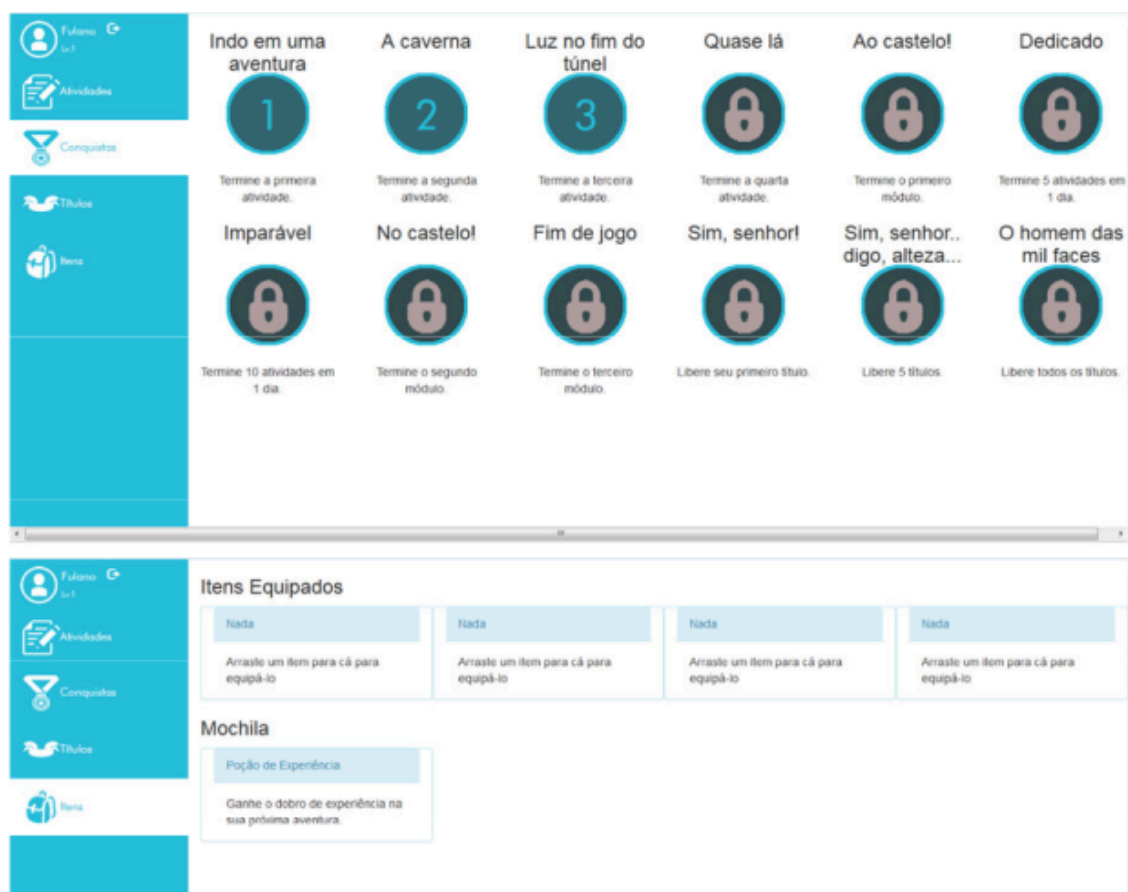 Fulano
Lv.1
Atividades
Conquistas
Títulos
Itens
Indo em uma
aventura
1
Termine a primeira
atividade.
A caverna
2
Termine a segunda
atividade.
Luz no fim do
túnel
3
Termine a terceira
atividade.
Quase lá
Termine a quarta
atividade.
Ao castelo!
Termine o primeiro
módulo.
Dedicado
Termine 5 atividades em
1 dia.
Imparável
Termine 10 atividades em
1 dia.
No castelo!
Termine o segundo
módulo.
Fim de jogo
Termine o terceiro
módulo.
Sim, senhor!
Libere seu primeiro título.
Sim, senhor..
digo, alteza...
Libere 5 títulos.
O homem das
mil faces
Libere todos os títulos.
Fulano
Lv.1
Atividades
Conquistas
Títulos
Itens
Itens Equipados
Nada
Arraste um item para cá para
equipá-lo
Nada
Arraste um item para cá para
equipá-lo
Nada
Arraste um item para cá para
equipá-lo
Nada
Arraste um item para cá para
equipá-lo
Mochila
Poção de Experiência
Ganhe o dobro de experiência na
sua próxima aventura.